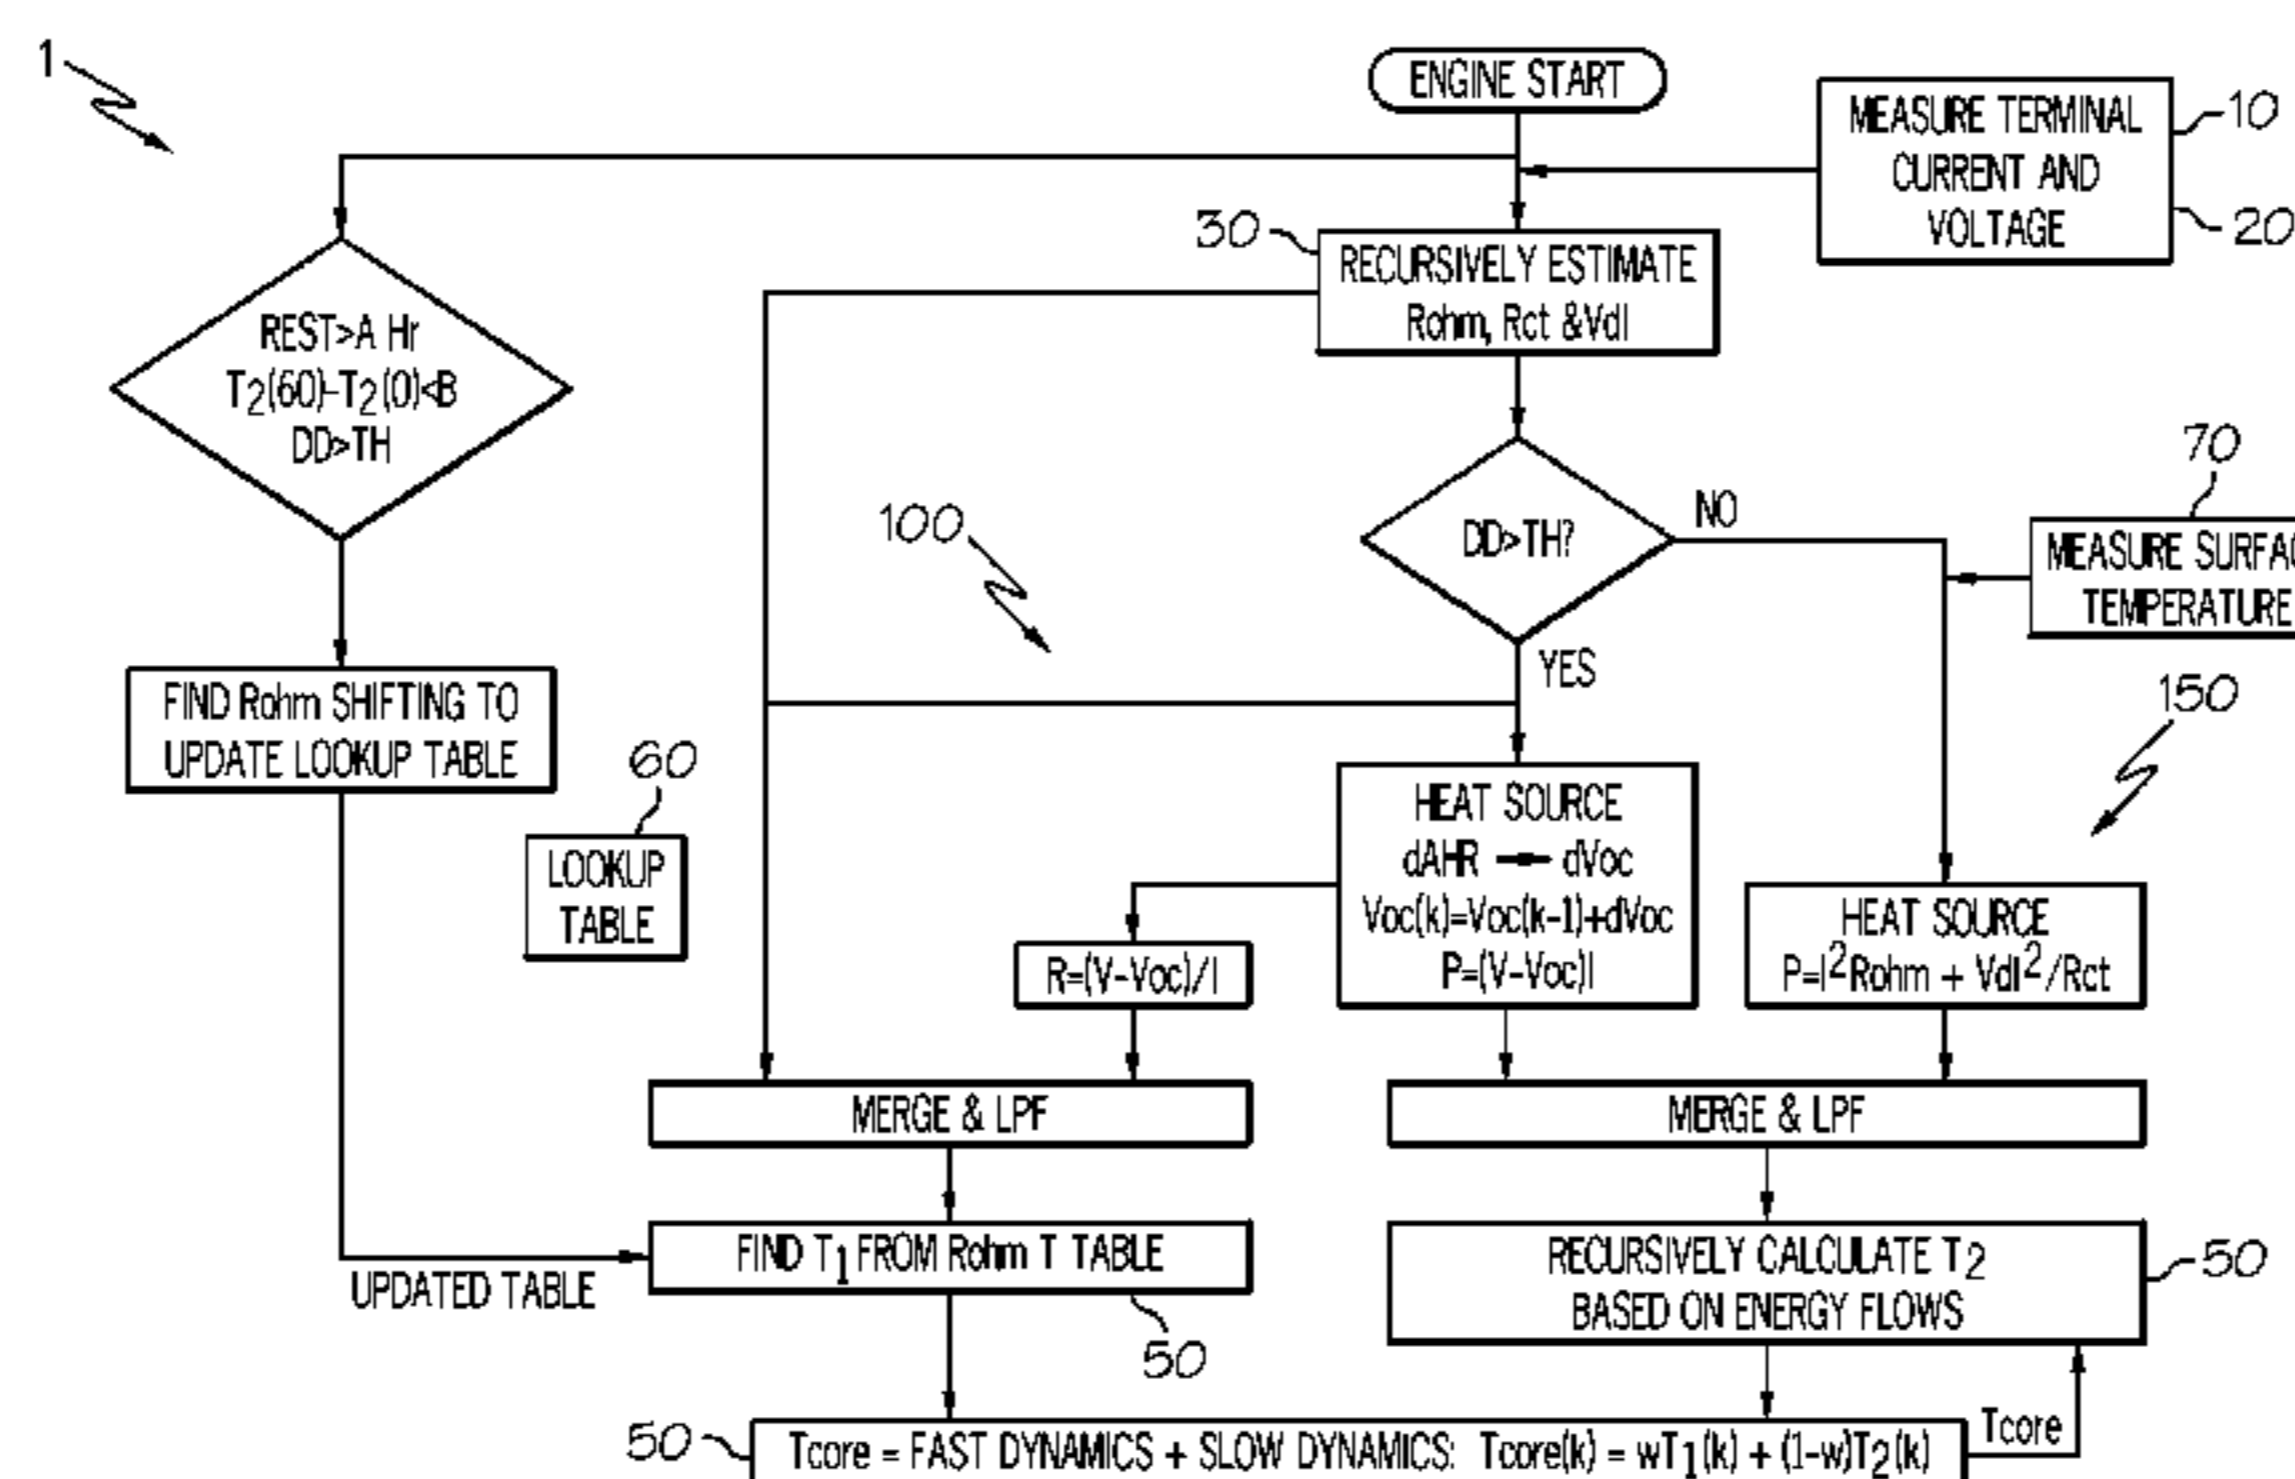 1
ENGINE START
MEASURE TERMINAL
CURRENT AND
VOLTAGE
10
20
30
RECURSIVELY ESTIMATE
Rohm, Rct &Vdl
REST>A Hr
T2(60)-T2(0)<B
DD>TH
DD>TH?
NO
YES
70
MEASURE
TEMPERATURE
100
150
FIND Rohm SHIFTING TO
UPDATE LOOKUP TABLE
60
LOOKUP
TABLE
HEAT SOURCE
dAHR dVoc
Voc(k)=Voc(k-1)+dVoc
P=(V-Voc)I
R=(V-Voc)/I
HEAT SOURCE
P=I²Rohm + Vdl²/Rct
MERGE & LPF
MERGE & LPF
FIND T1 FROM Rohm T TABLE
UPDATED TABLE
50
RECURSIVELY CALCULATE T2
BASED ON ENERGY FLOWS
50
50
Tcore = FAST DYNAMICS + SLOW DYNAMICS: Tcore(k) = wT1(k) + (1-w)T2(k)
Tcore